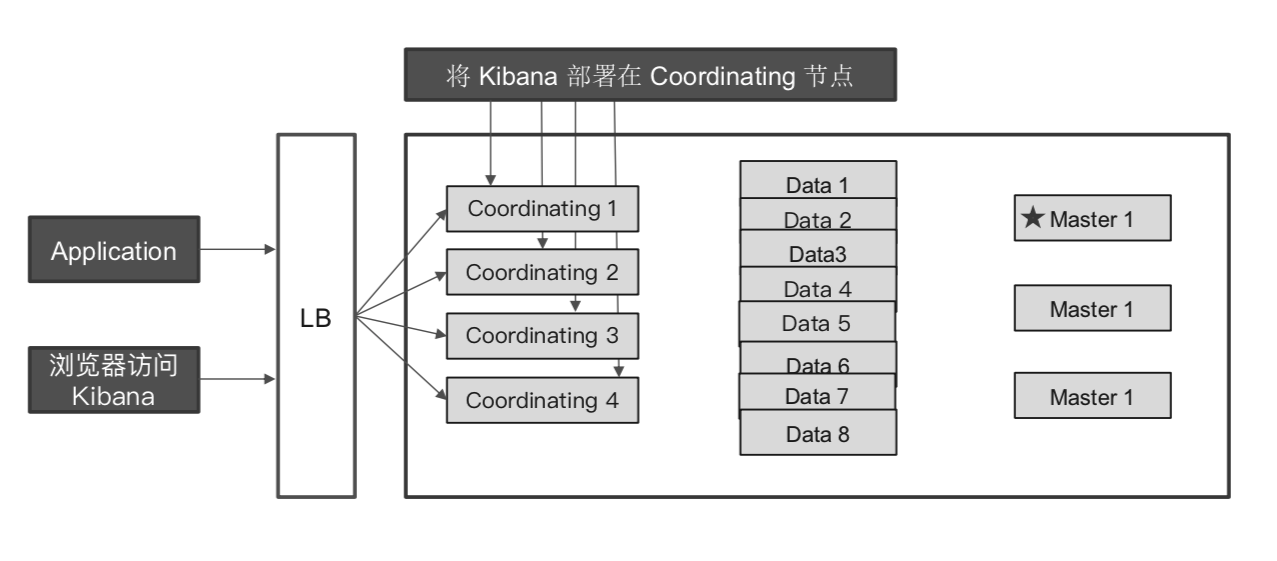 将 Kibana 部署在 Coordinating 节点
Application
浏览器访问
Kibana
LB
Coordinating 1
Coordinating 2
Coordinating 3
Coordinating 4
Data 1
Data 2
Data3
Data 4
Data 5
Data 6
Data 7
Data 8
★ Master 1
Master 1
Master 1